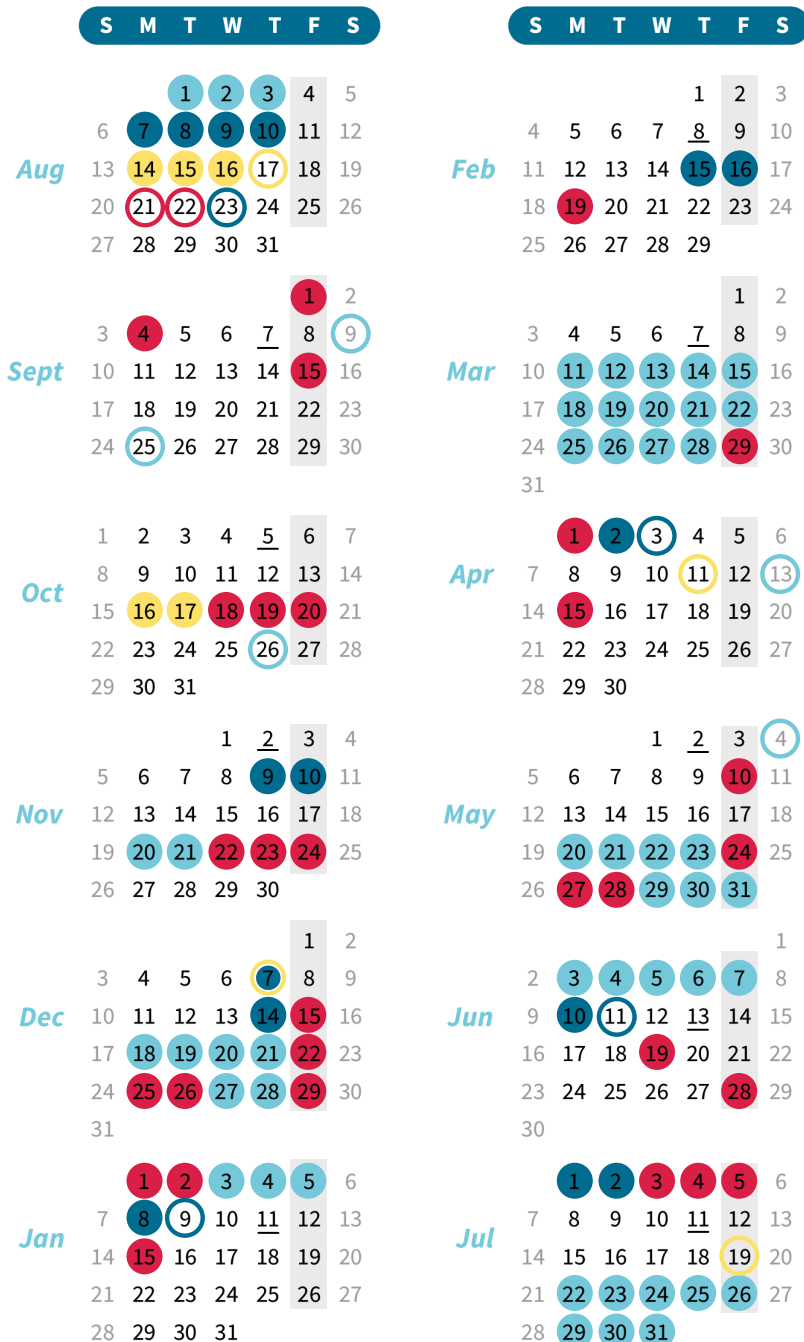 S M T W T F S
1 2 3 4 5
6 7 8 9 10 11 12
Aug 13 14 15 16 17 18 19
20 21 22 23 24 25 26
27 28 29 30 31
1 2
3 4 5 6 7 8 9
Sept 10 11 12 13 14 15 16
17 18 19 20 21 22 23
24 25 26 27 28 29 30
1 2 3 4 5 6 7
8 9 10 11 12 13 14
Oct 15 16 17 18 19 20 21
22 23 24 25 26 27 28
29 30 31
1 2 3 4
5 6 7 8 9 10 11
Nov 12 13 14 15 16 17 18
19 20 21 22 23 24 25
26 27 28 29 30
1 2
3 4 5 6 7 8 9
Dec 10 11 12 13 14 15 16
17 18 19 20 21 22 23
24 25 26 27 28 29 30
31
1 2 3 4 5 6
7 8 9 10 11 12 13
Jan 14 15 16 17 18 19 20
21 22 23 24 25 26 27
28 29 30 31
S M T W T F S
1 2 3
4 5 6 7 8 9 10
Feb 11 12 13 14 15 16 17
18 19 20 21 22 23 24
25 26 27 28 29
1 2
3 4 5 6 7 8 9
Mar 10 11 12 13 14 15 16
17 18 19 20 21 22 23
24 25 26 27 28 29 30
31
1 2 3 4 5 6
Apr 7 8 9 10 11 12 13
14 15 16 17 18 19 20
21 22 23 24 25 26 27
28 29 30
1 2 3 4
5 6 7 8 9 10 11
May 12 13 14 15 16 17 18
19 20 21 22 23 24 25
26 27 28 29 30 31
1
2 3 4 5 6 7 8
Jun 9 10 11 12 13 14 15
16 17 18 19 20 21 22
23 24 25 26 27 28 29
30
1 2 3 4 5 6
7 8 9 10 11 12 13
Jul 14 15 16 17 18 19 20
21 22 23 24 25 26 27
28 29 30 31